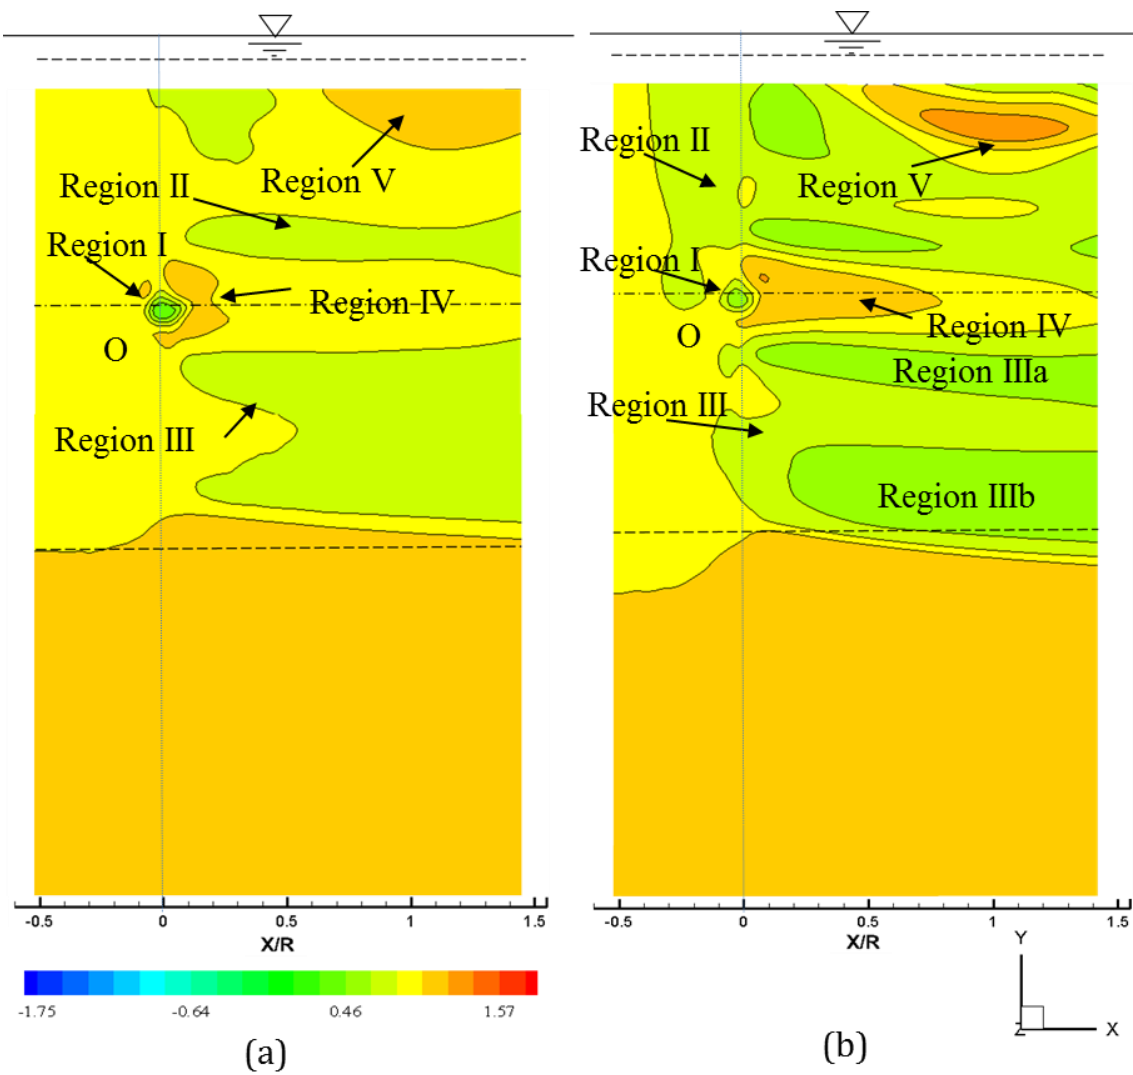 Region II
Region V
Region I
Region IV
O
Region III
-0.5
0
0.5
1
1.5
X/R
-1.75
-0.64
0.46
1.57
(a)
Region II
Region V
Region I
Region IV
O
Region IIIa
Region III
Region IIIb
-0.5
0
0.5
1.0
1.5
X/R
Y
Z
X
(b)